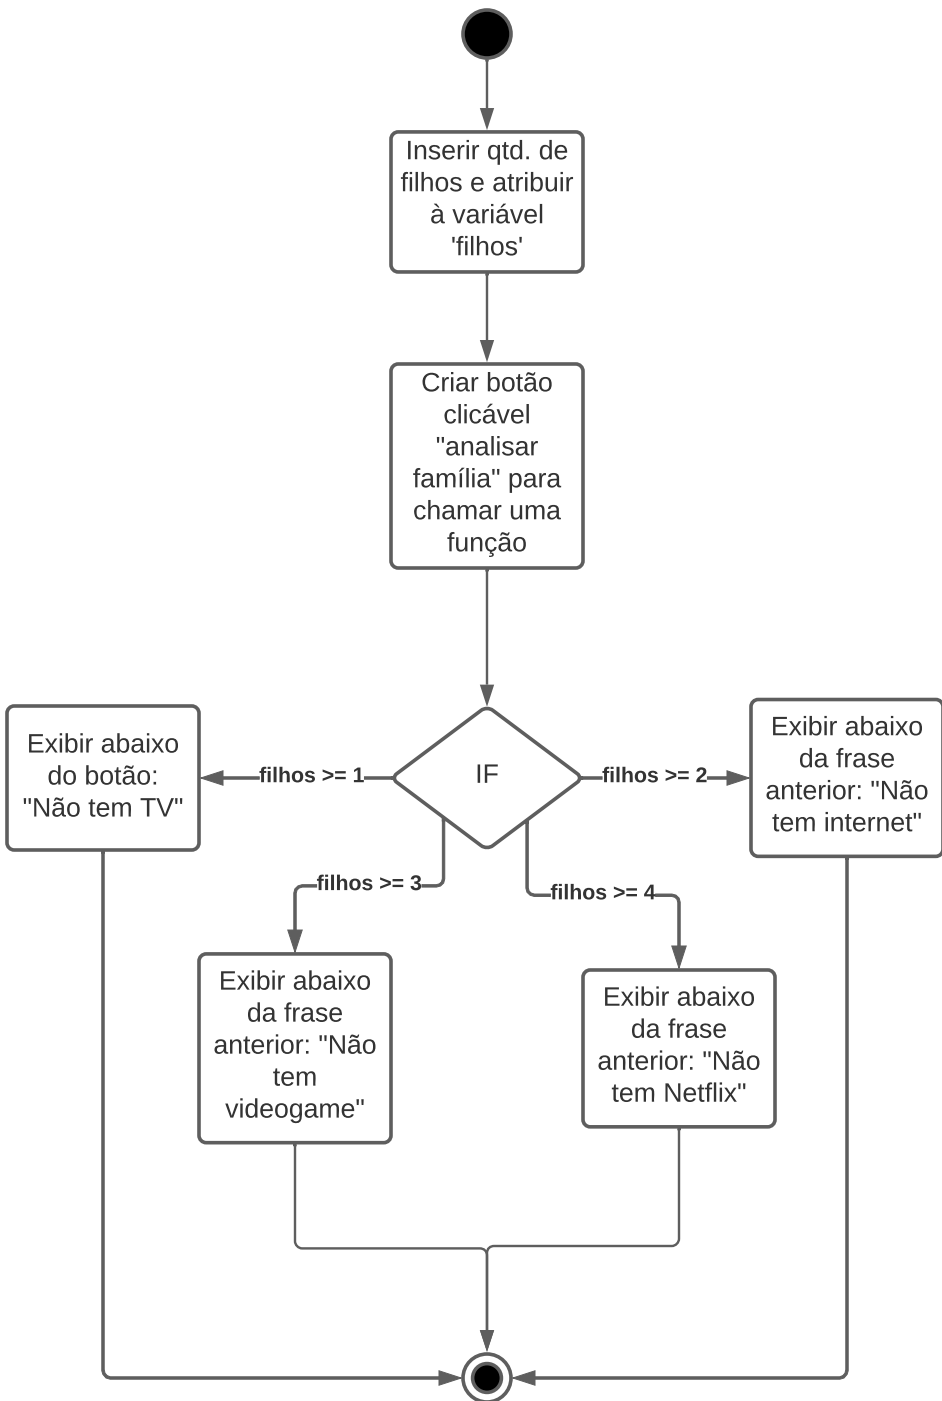 Inserir qtd. de
filhos e atribuir
à variável
'filhos'
Criar botão
clicável
"analisar
família" para
chamar uma
função
IF
filhos >= 1
Exibir abaixo
do botão:
"Não tem TV"
filhos >= 2
Exibir abaixo
da frase
anterior: "Não
tem internet"
filhos >= 3
Exibir abaixo
da frase
anterior: "Não
tem
videogame"
filhos >= 4
Exibir abaixo
da frase
anterior: "Não
tem Netflix"